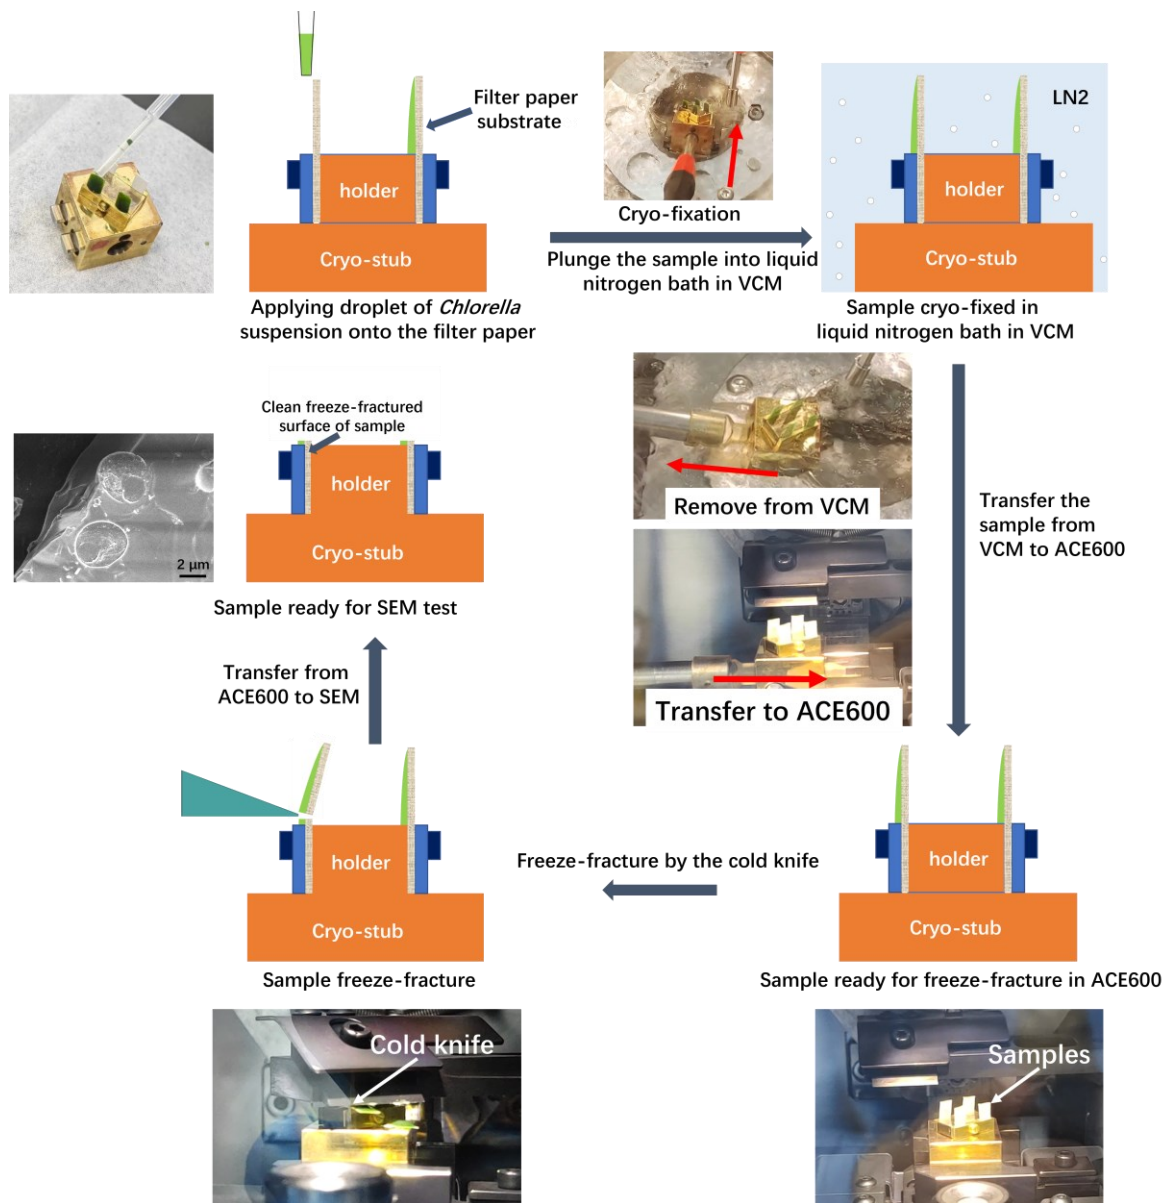 Filter paper
substrate
holder
Cryo-stub
Applying droplet of Chlorella
suspension onto the filter paper
Cryo-fixation
Plunge the sample into liquid
nitrogen bath in VCM
LN2
holder
Cryo-stub
Sample cryo-fixed in
liquid nitrogen bath in VCM
Remove from VCM
Transfer to ACE600
Transfer the
sample from
VCM to ACE600
holder
Cryo-stub
Sample ready for freeze-fracture in ACE600
Samples
Freeze-fracture by the cold knife
holder
Cryo-stub
Sample freeze-fracture
Cold knife
Transfer from
ACE600 to SEM
Clean freeze-fractured
surface of sample
holder
Cryo-stub
Sample ready for SEM test
2 μm